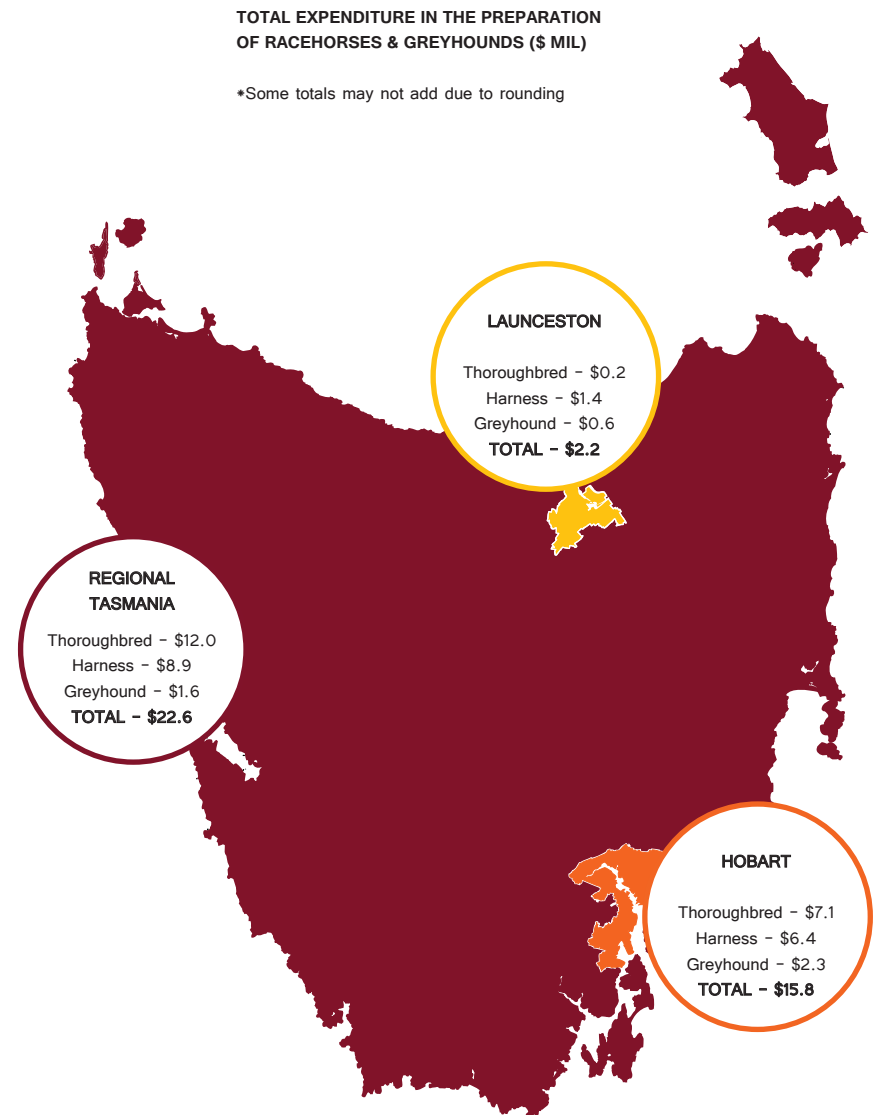 TOTAL EXPENDITURE IN THE PREPARATION
OF RACEHORSES & GREYHOUNDS ($ MIL)
*Some totals may not add due to rounding
LAUNCESTON
Thoroughbred – $0.2
Harness – $1.4
Greyhound – $0.6
TOTAL – $2.2
REGIONAL
TASMANIA
Thoroughbred – $12.0
Harness – $8.9
Greyhound – $1.6
TOTAL – $22.6
HOBART
Thoroughbred – $7.1
Harness – $6.4
Greyhound – $2.3
TOTAL – $15.8